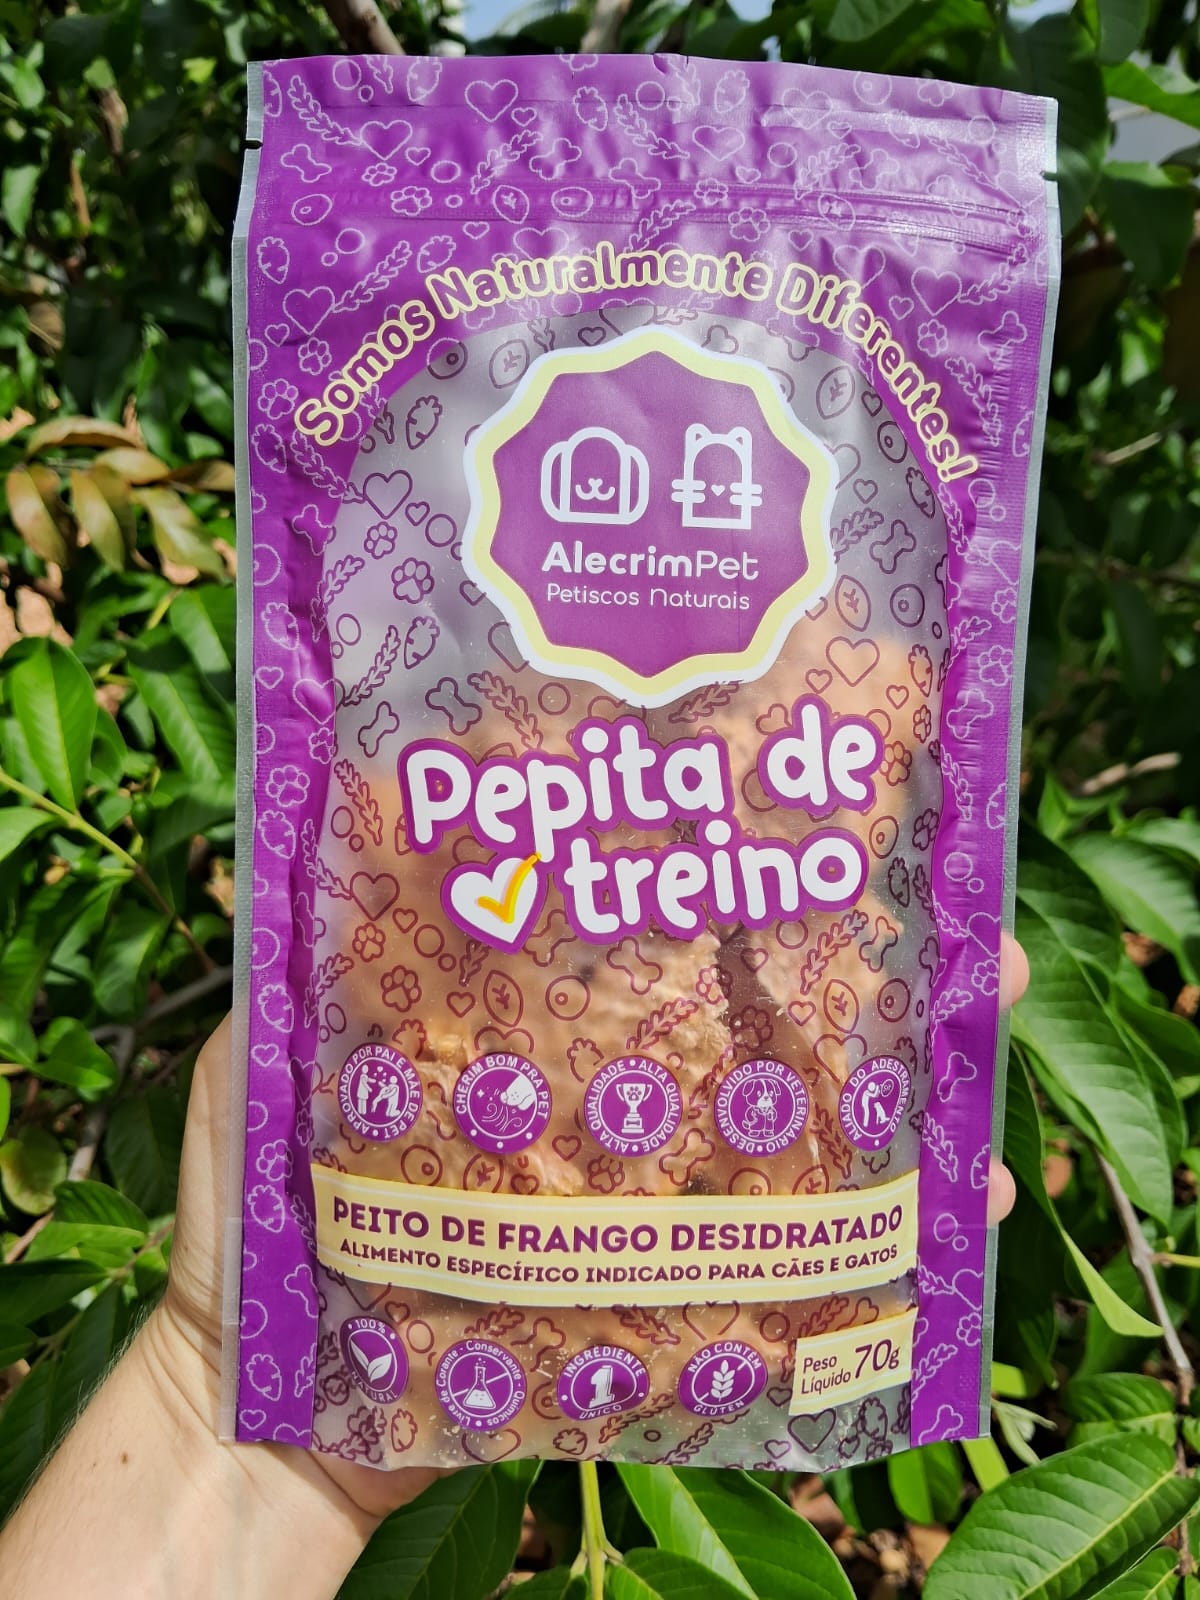 Somos Naturalmente Diferentes!
AlecrimPet
Petiscos Naturais
Pepita de
treino
APROVADO POR PAI E MÃE DE PET
CHERIM BOM PRA PET
ALTA QUALIDADE • ALTA QUALIDADE
DESENVOLVIDO POR VETERINÁRIO
ALIADO DO ADESTRAMENTO
PEITO DE FRANGO DESIDRATADO
ALIMENTO ESPECÍFICO INDICADO PARA CÃES E GATOS
100%
NATURAL
Livre de Corante - Conservante Químicos
INGREDIENTE
1
ÚNICO
NÃO CONTÉM
GLÚTEN
Peso
Líquido 70g